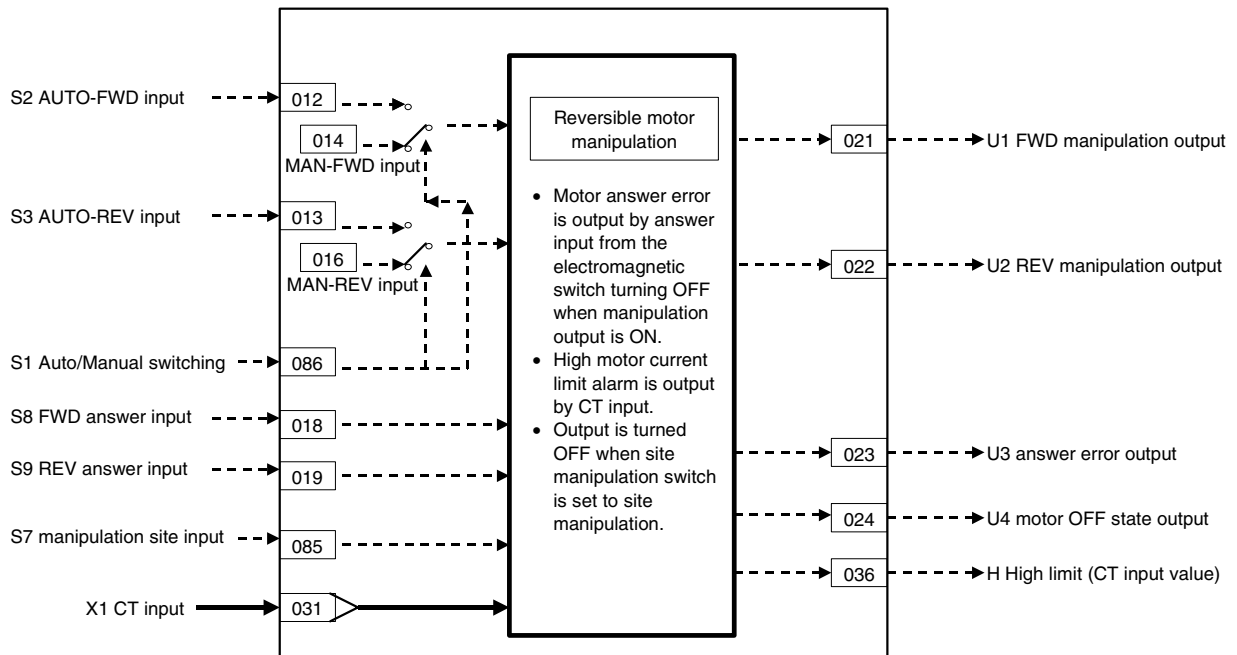 S2 AUTO-FWD input
012
014
MAN-FWD input
S3 AUTO-REV input
013
016
MAN-REV input
S1 Auto/Manual switching
086
S8 FWD answer input
018
S9 REV answer input
019
S7 manipulation site input
085
X1 CT input
031
Reversible motor
manipulation
• Motor answer error
is output by answer
input from the
electromagnetic
switch turning OFF
when manipulation
output is ON.
• High motor current
limit alarm is output
by CT input.
• Output is turned
OFF when site
manipulation switch
is set to site
manipulation.
021
U1 FWD manipulation output
022
U2 REV manipulation output
023
U3 answer error output
024
U4 motor OFF state output
036
H High limit (CT input value)